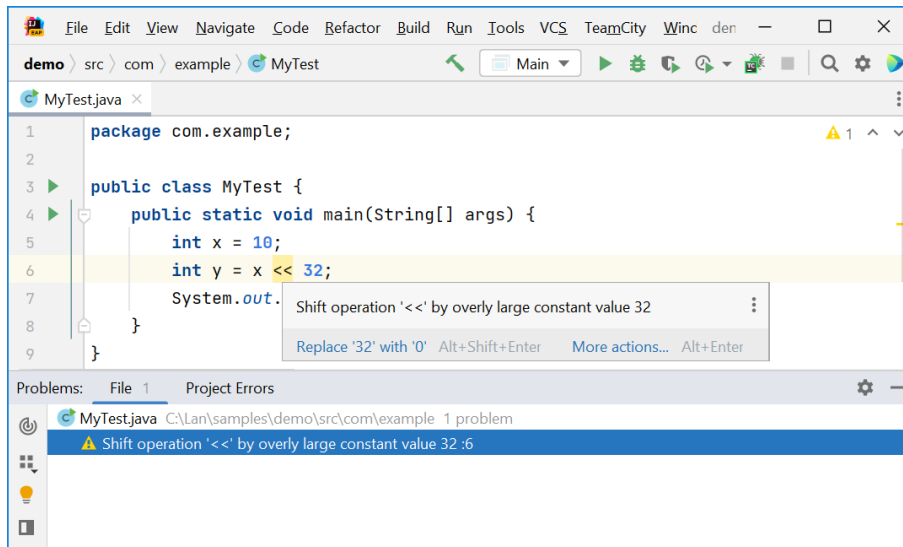 File Edit View Navigate Code Refactor Build Run Tools VCS TeamCity Winc den
demo src com example MyTest Main
MyTest.java
1 package com.example;
2
3 public class MyTest {
4 public static void main(String[] args) {
5 int x = 10;
6 int y = x << 32;
7 System.out.
8 }
9 }
1
Shift operation '<<' by overly large constant value 32
Replace '32' with '0' Alt+Shift+Enter More actions... Alt+Enter
Problems: File 1 Project Errors
MyTest.java C:\Lan\samples\demo\src\com\example 1 problem
Shift operation '<<' by overly large constant value 32 :6